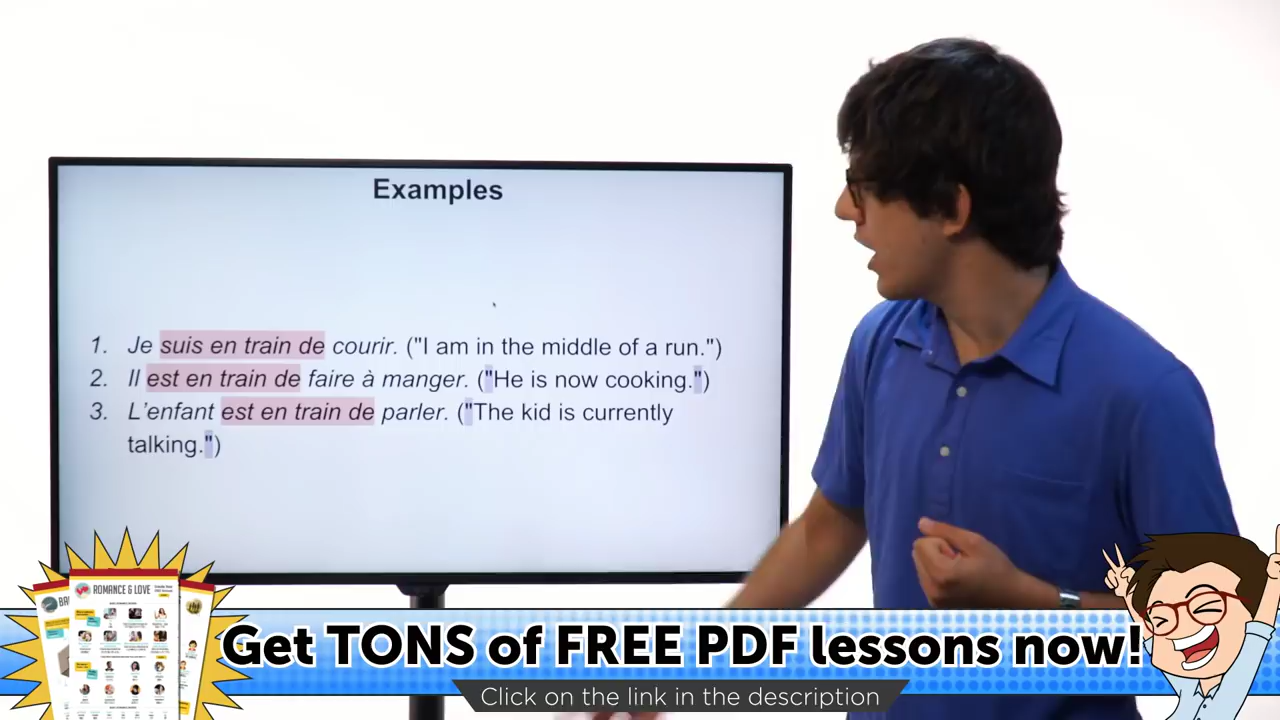 Examples
1. Je suis en train de courir. ("I am in the middle of a run.")
2. Il est en train de faire à manger. ("He is now cooking.")
3. L'enfant est en train de parler. ("The kid is currently
talking.")
ROMANCE & LOVE
Get TONS of FREE PDF lessons now!
Click on the link in the description